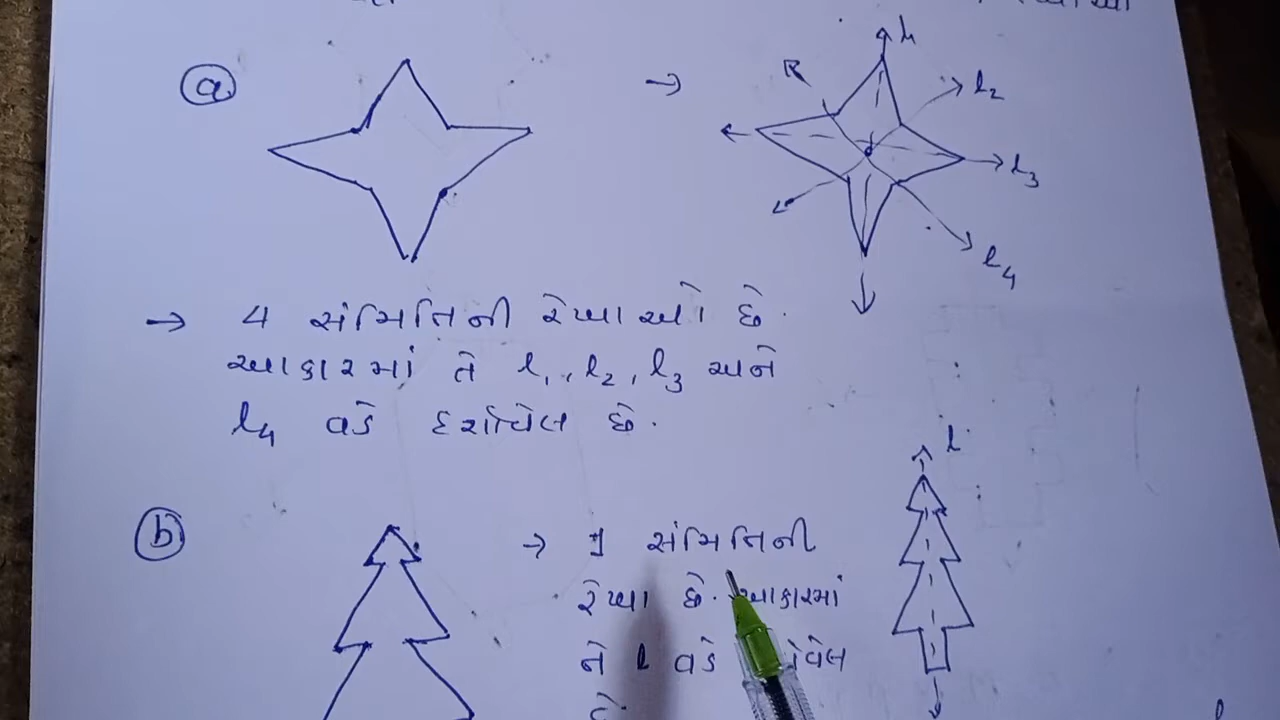 a → l₁
l₂
l₃
l₄
→ 4 સંમિતિની રેખાઓ છે.
આકારમાં તે l₁, l₂, l₃ અને
l₄ વડે દર્શાવેલ છે.
l
b → 1 સંમિતિની
રેખા છે. આકારમાં
તે l વડે